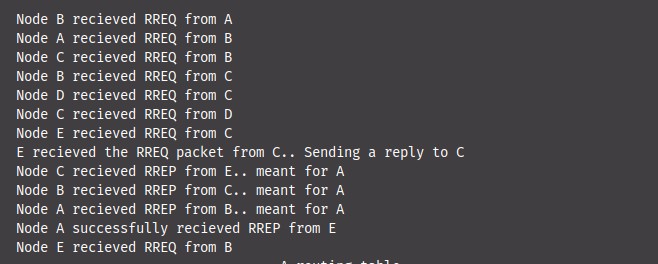 Node B recieved RREQ from A
Node A recieved RREQ from B
Node C recieved RREQ from B
Node B recieved RREQ from C
Node D recieved RREQ from C
Node C recieved RREQ from D
Node E recieved RREQ from C
E recieved the RREQ packet from C.. Sending a reply to C
Node C recieved RREP from E.. meant for A
Node B recieved RREP from C.. meant for A
Node A recieved RREP from B.. meant for A
Node A successfully recieved RREP from E
Node E recieved RREQ from B
A routing table